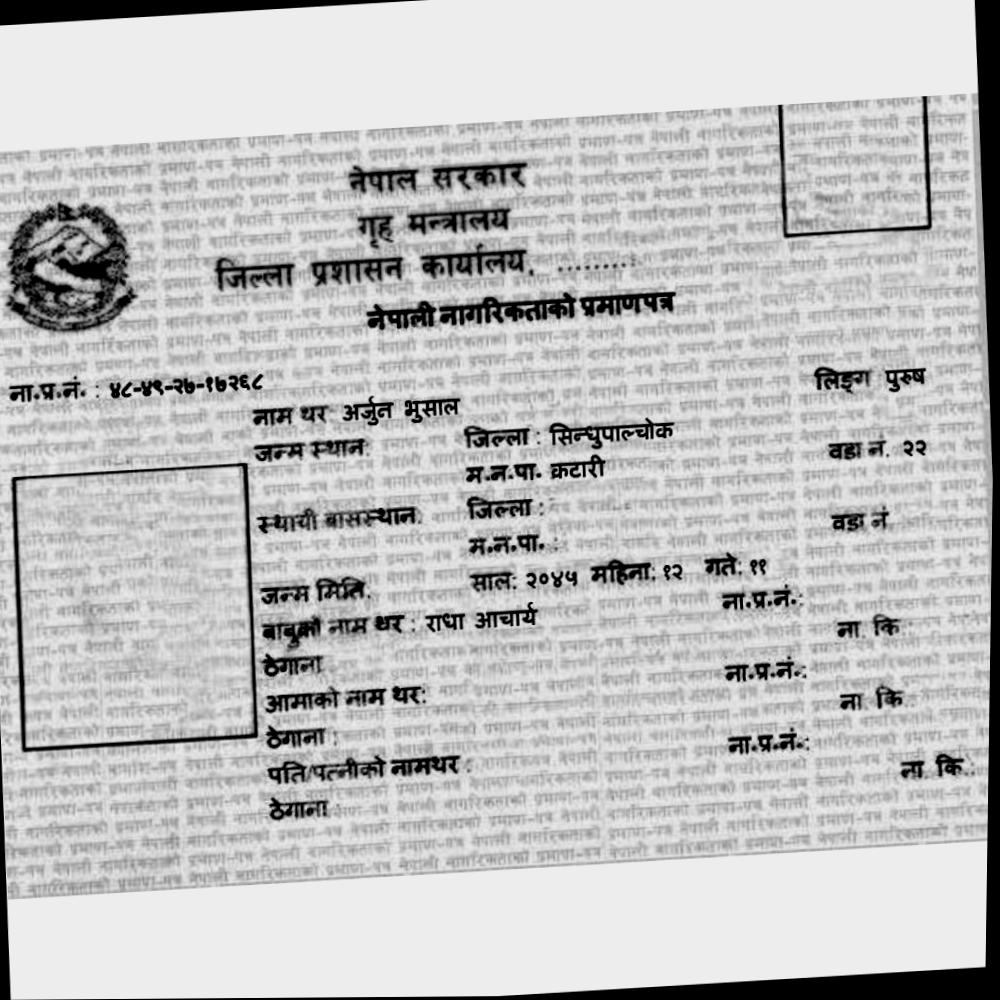 नेपाल सरकार
गृह मन्त्रालय
जिल्ला प्रशासन कार्यालय, .........
नेपाली नागरिकताको प्रमाणपत्र
ना.प्र.नं. : ४८-४९-२७-१७२६८
लिङ्ग पुरुष
नाम थर: अर्जुन भुसाल
जन्म स्थान: जिल्ला : सिन्धुपाल्चोक
वडा नं. २२
म.न.पा. कटारी
स्थायी बासस्थान: जिल्ला :
वडा नं.
म.न.पा. :
जन्म मिति: साल: २०४५ महिना: १२ गते: ११
बाबुको नाम थर : राधा आचार्य ना.प्र.नं.:
ठेगाना ना. कि.
आमाको नाम थर: ना.प्र.नं.:
ठेगाना : ना. कि.
पति/पत्नीको नामथर : ना.प्र.नं.:
ठेगाना : ना. कि.: